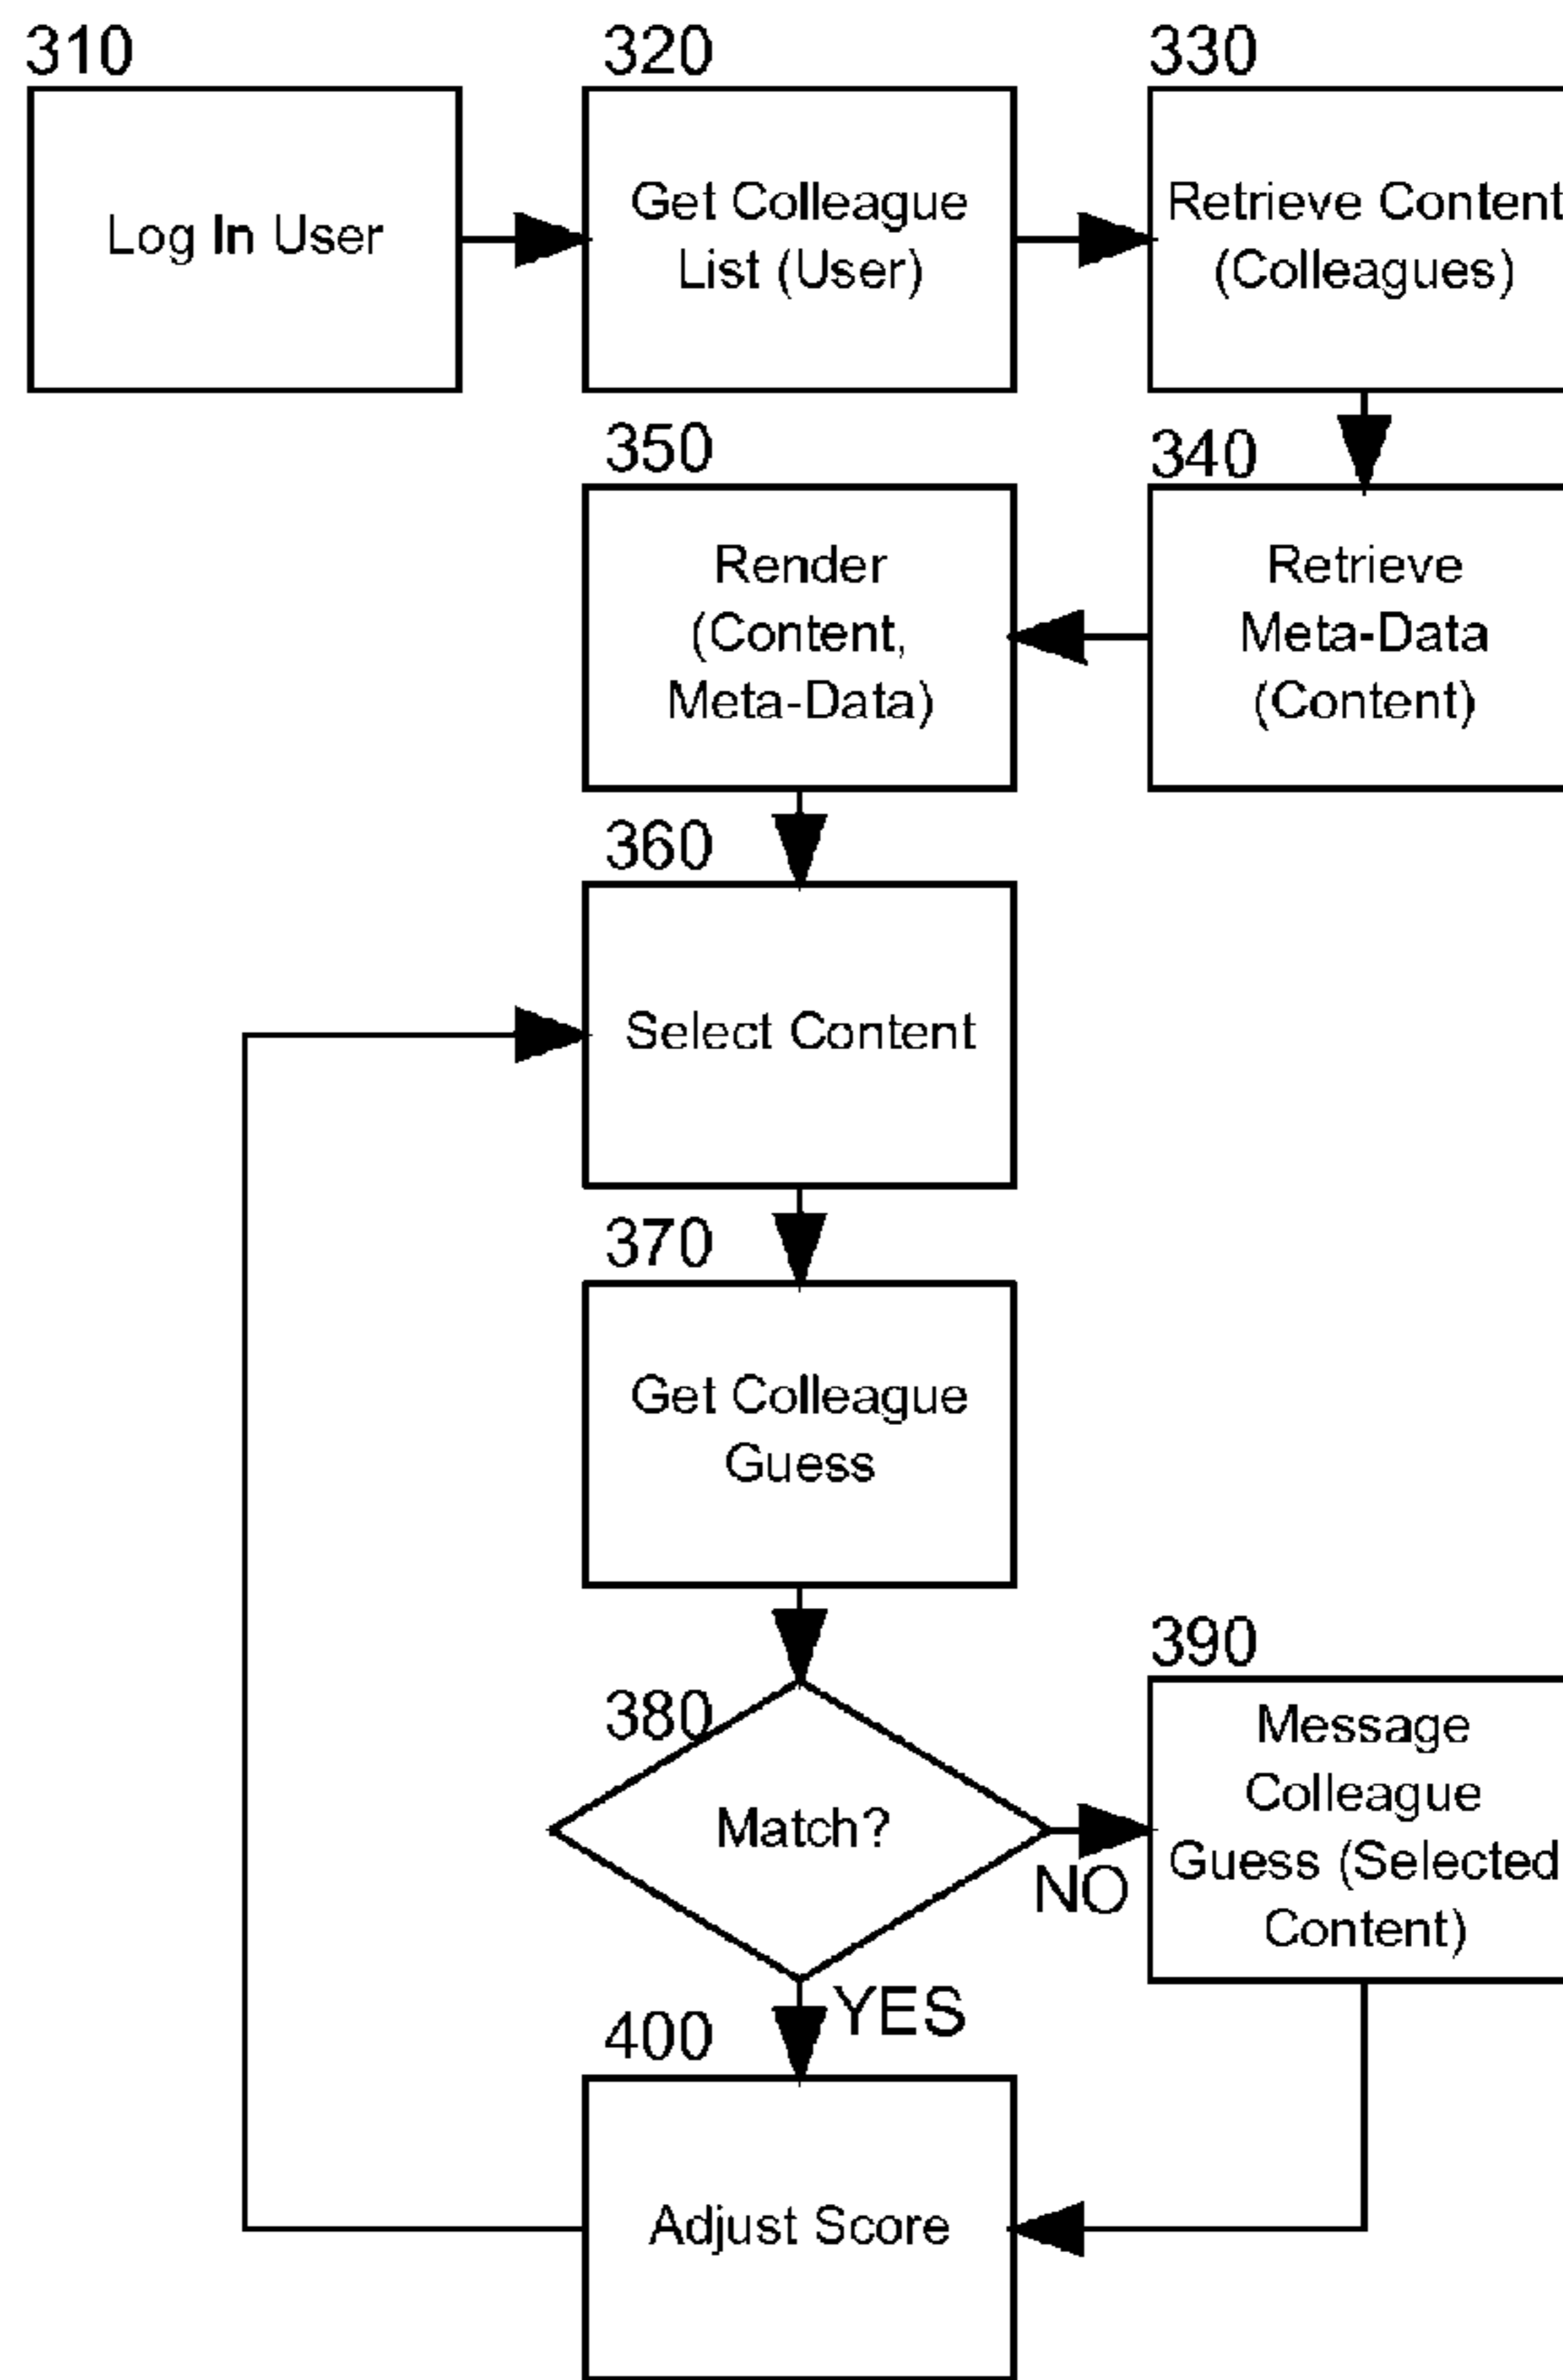 310
Log In User
320
Get Colleague
List (User)
330
Retrieve Content
(Colleagues)
340
Retrieve
Meta-Data
(Content)
350
Render
(Content,
Meta-Data)
360
Select Content
370
Get Colleague
Guess
380
Match?
NO
YES
390
Message
Colleague
Guess (Selected
Content)
400
Adjust Score